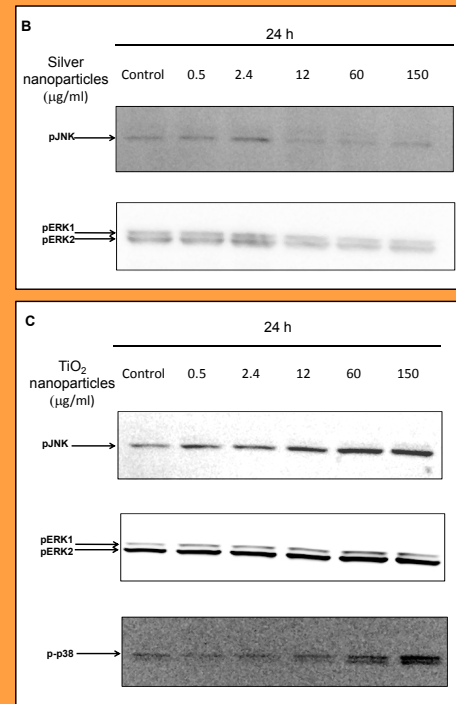 B
24 h
Silver
nanoparticles
(µg/ml)
Control 0.5 2.4 12 60 150
pJNK
pERK1
pERK2
C
24 h
TiO₂
nanoparticles
(µg/ml)
Control 0.5 2.4 12 60 150
pJNK
pERK1
pERK2
p-p38